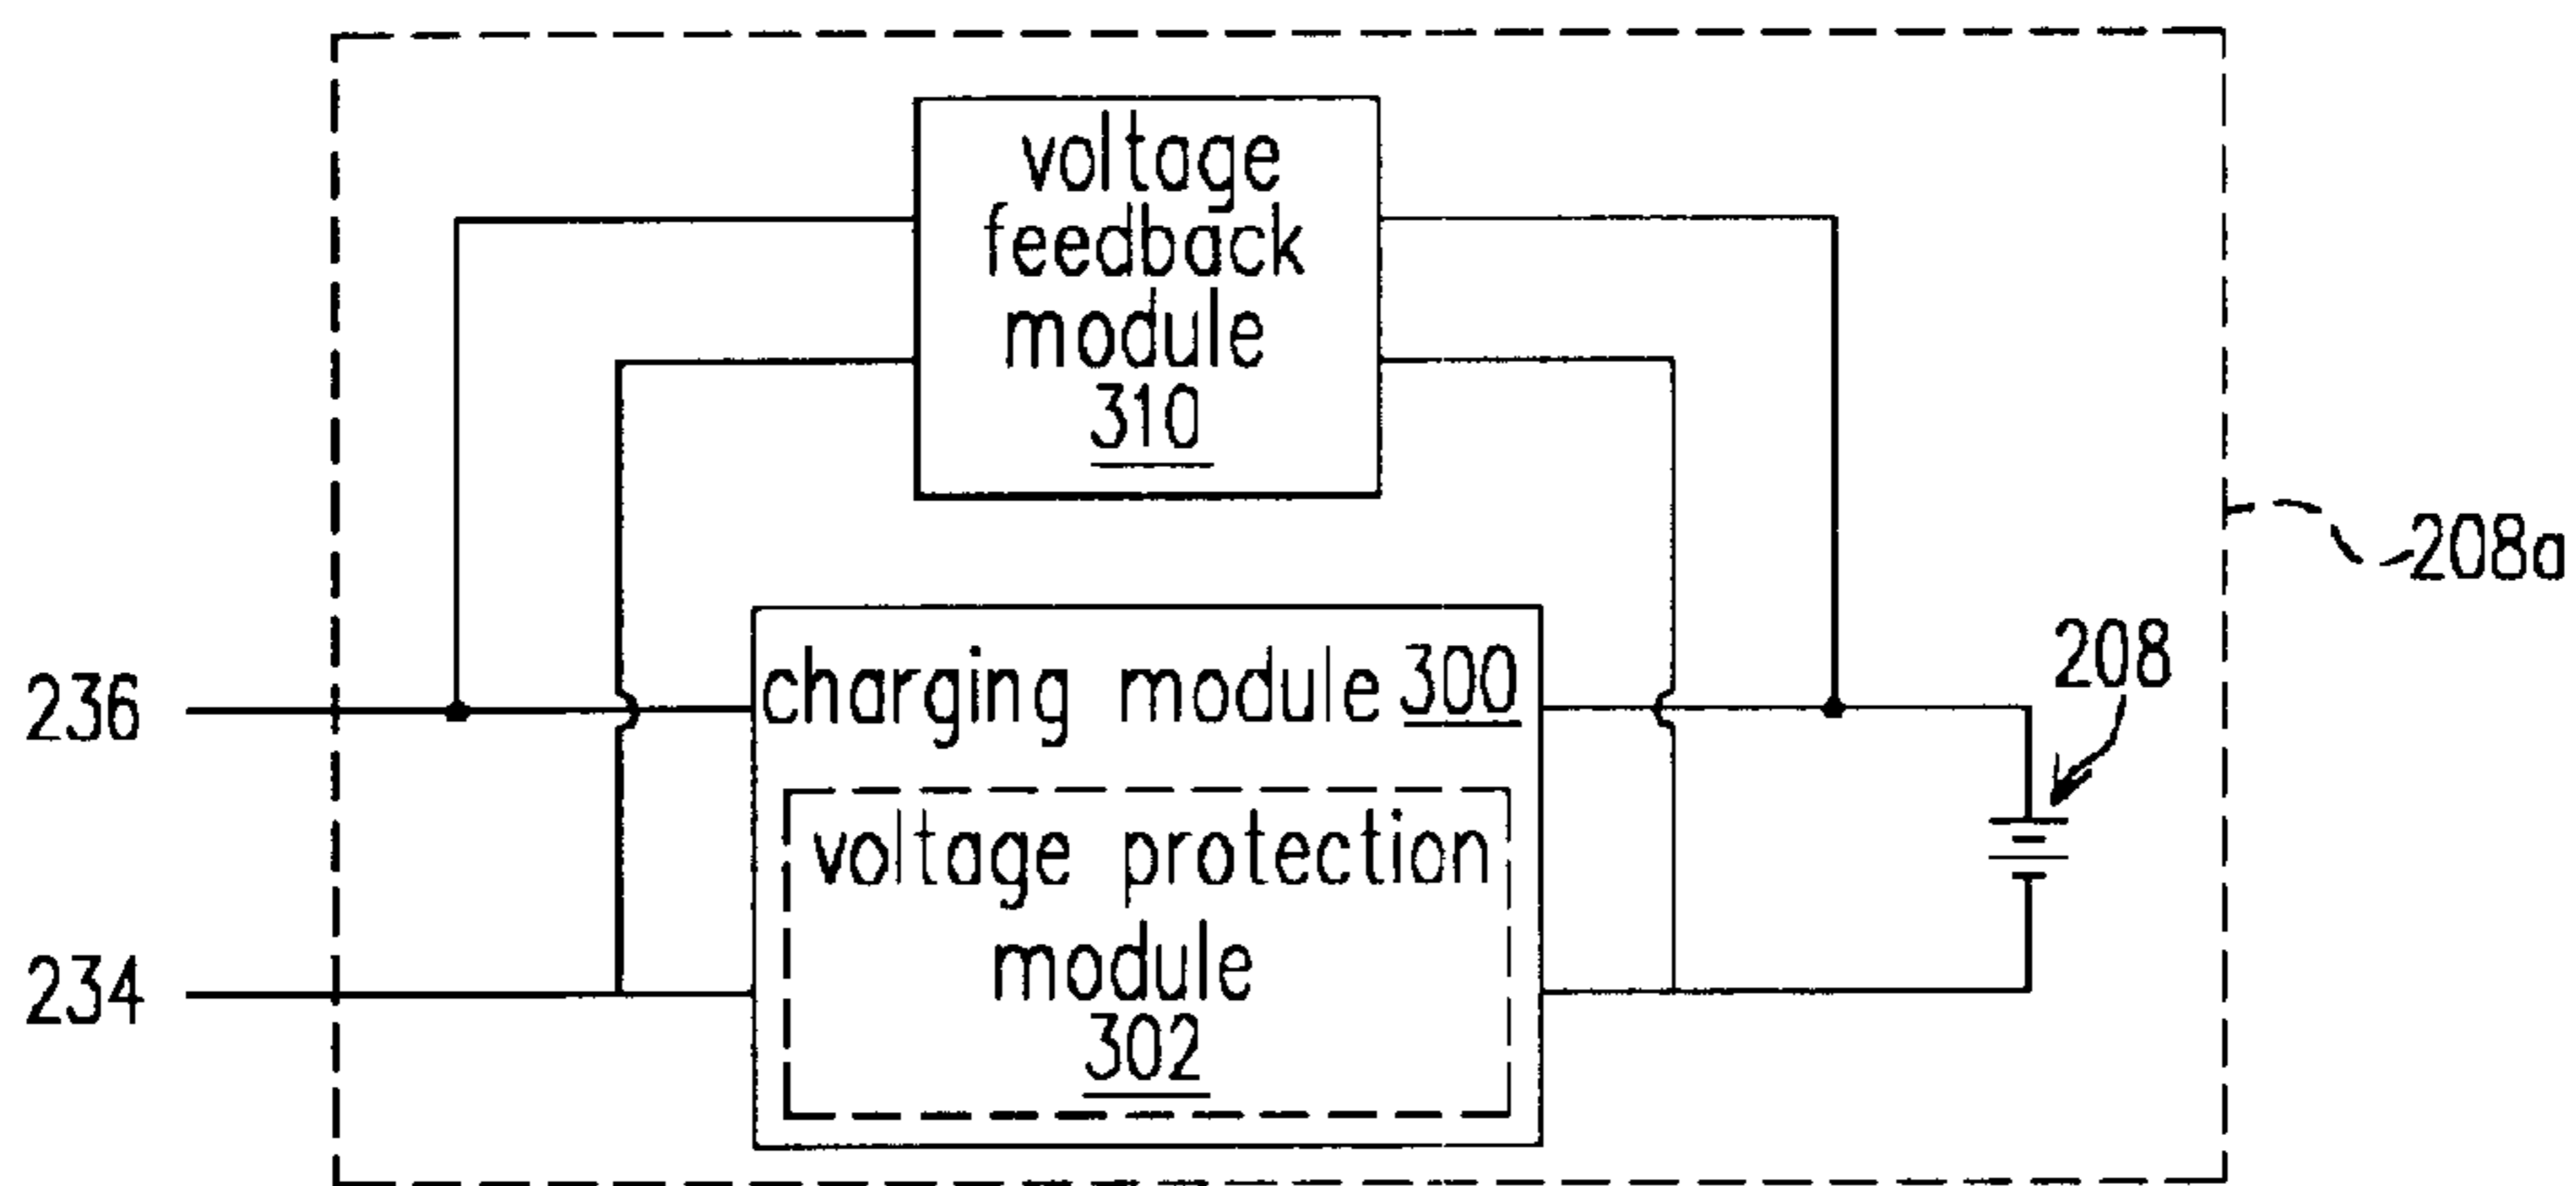 voltage
feedback
module
310
208a
208
236
charging module 300
voltage protection
module
302
234